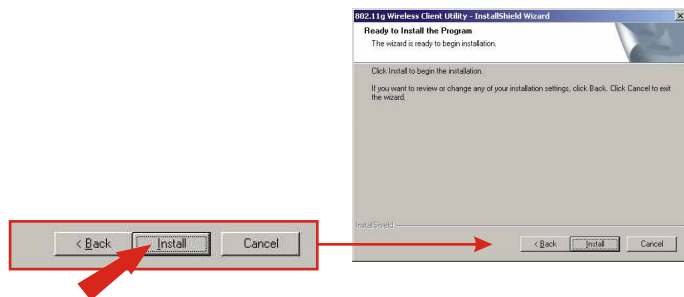 802.11g Wireless Client Utility - InstallShield Wizard
Ready to Install the Program
The wizard is ready to begin installation.
Click Install to begin the installation.
If you want to review or change any of your installation settings, click Back. Click Cancel to exit
the wizard.
InstallShield
< Back Install Cancel
< Back Install Cancel